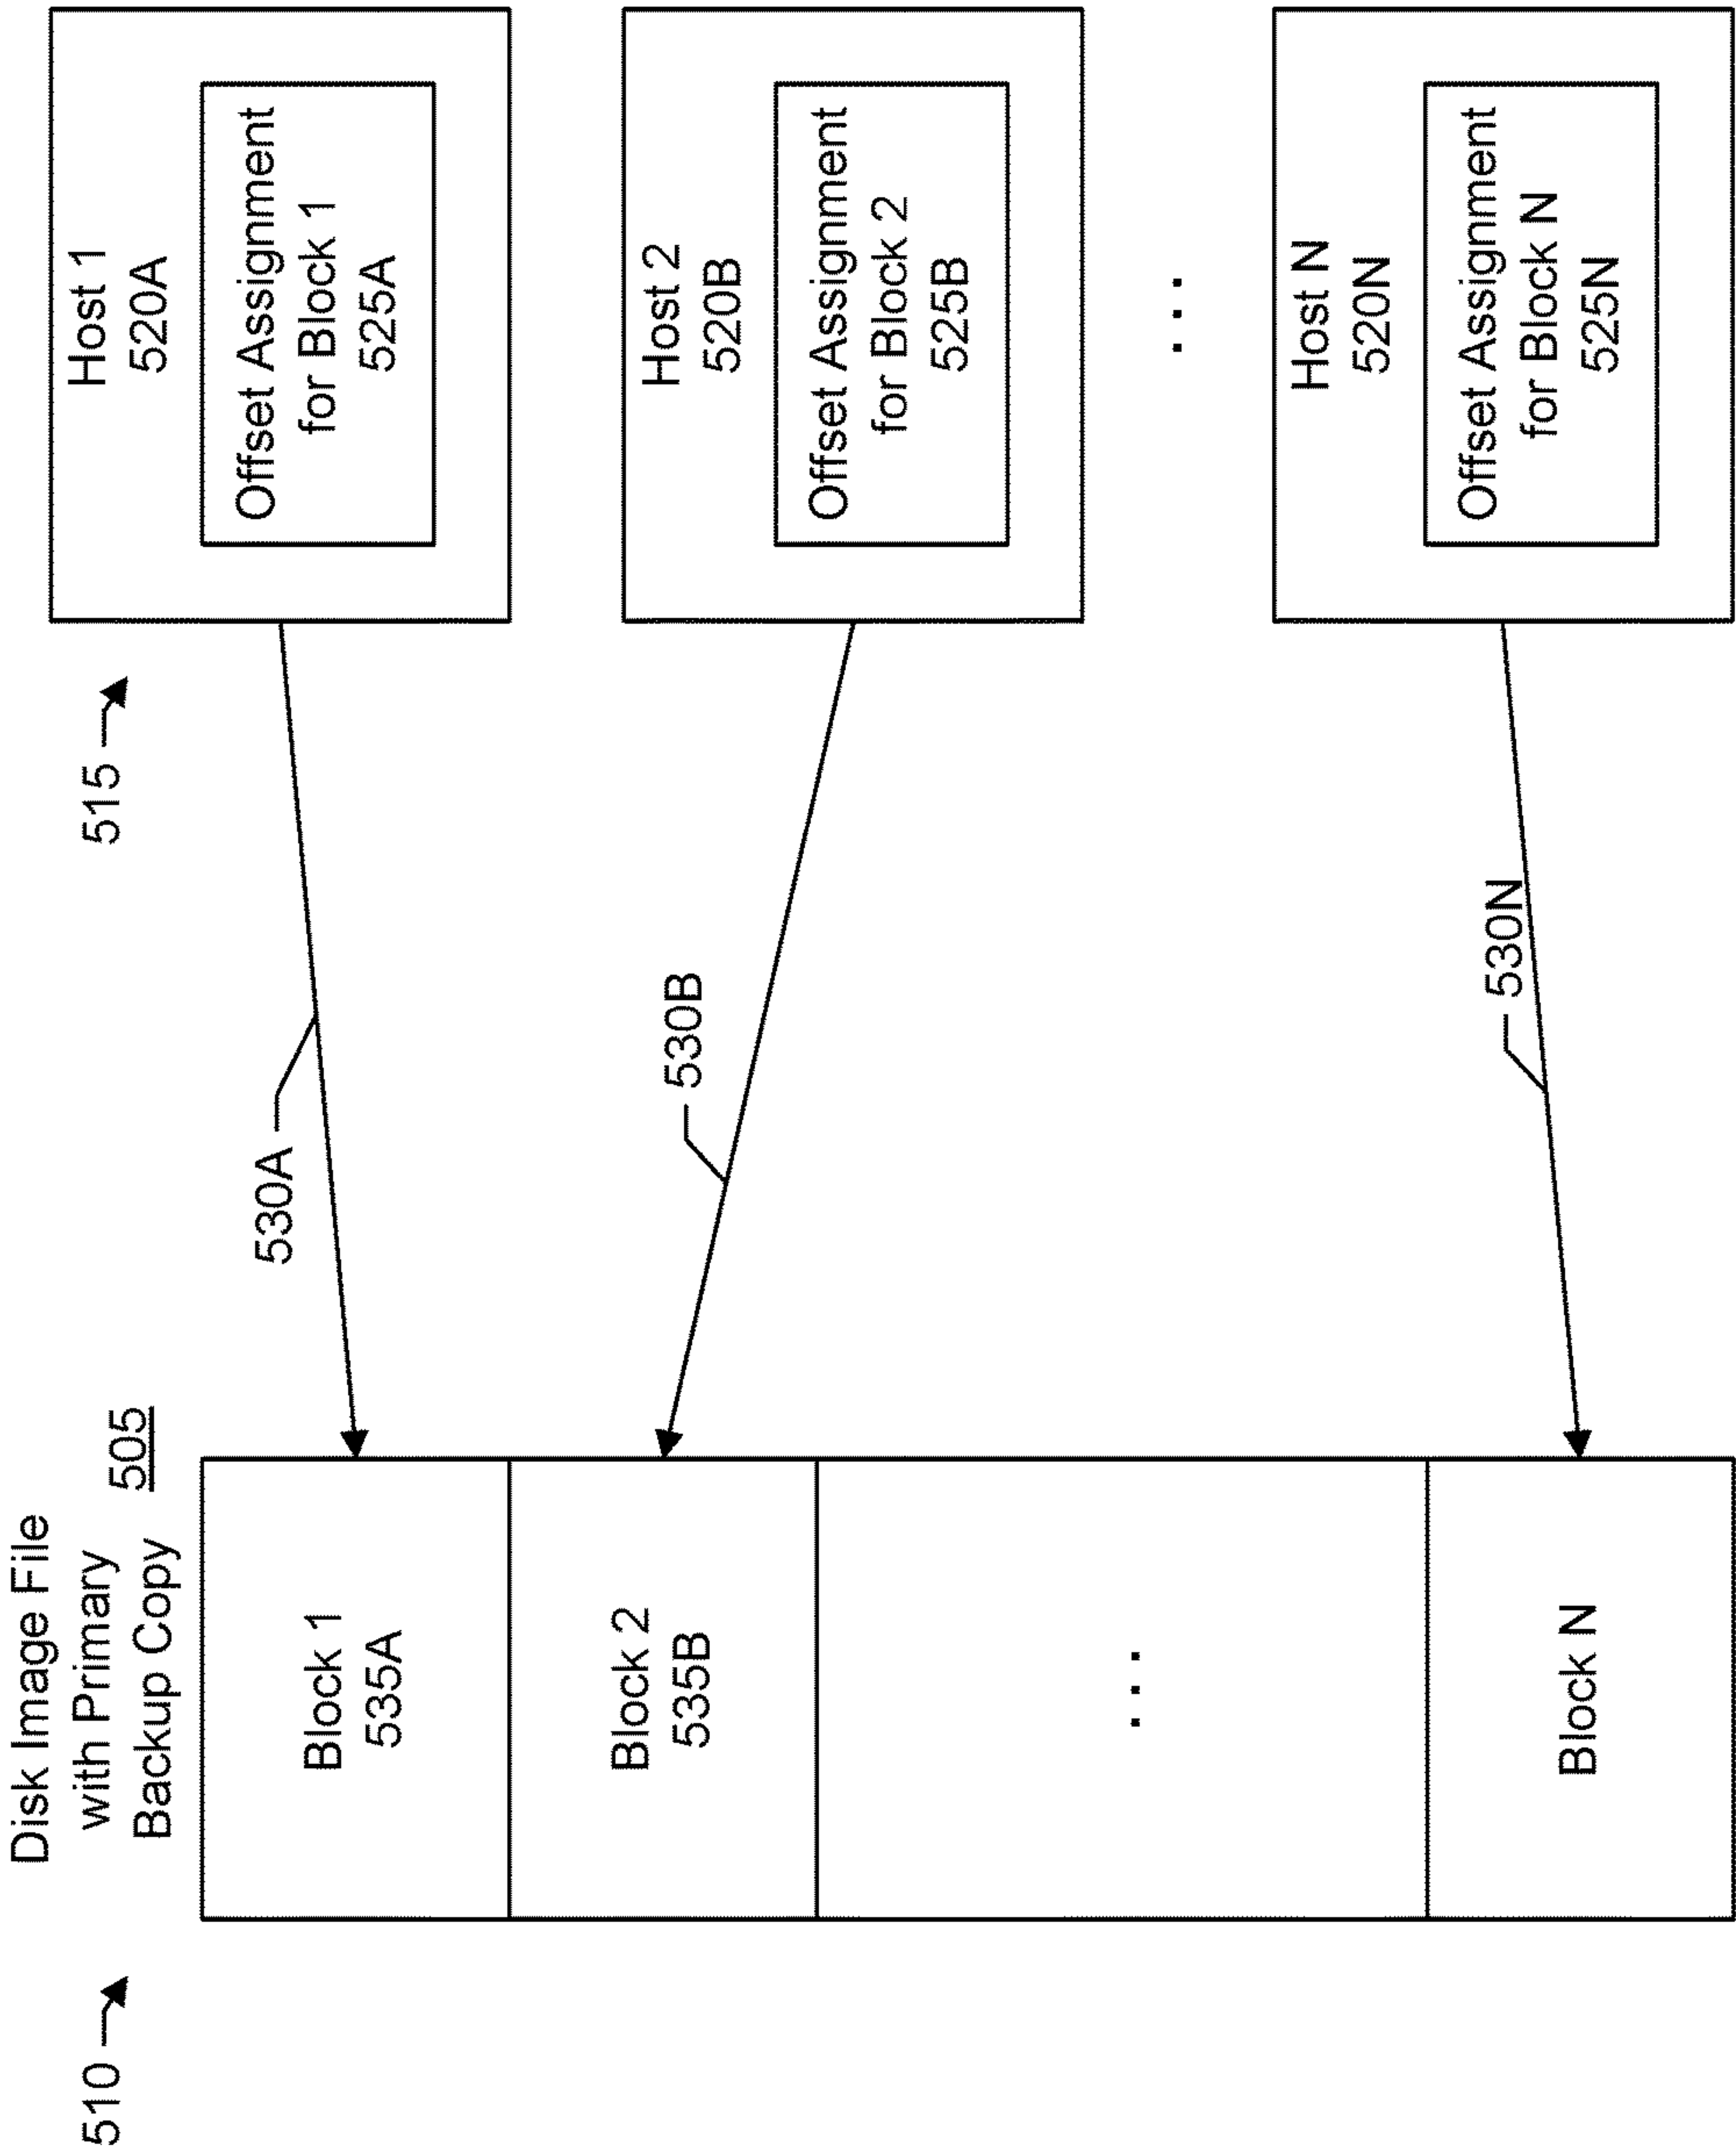 510
Disk Image File
with Primary
Backup Copy 505
Block 1
535A
Block 2
535B
...
Block N
530A
530B
530N
515
Host 1
520A
Offset Assignment
for Block 1
525A
Host 2
520B
Offset Assignment
for Block 2
525B
...
Host N
520N
Offset Assignment
for Block N
525N